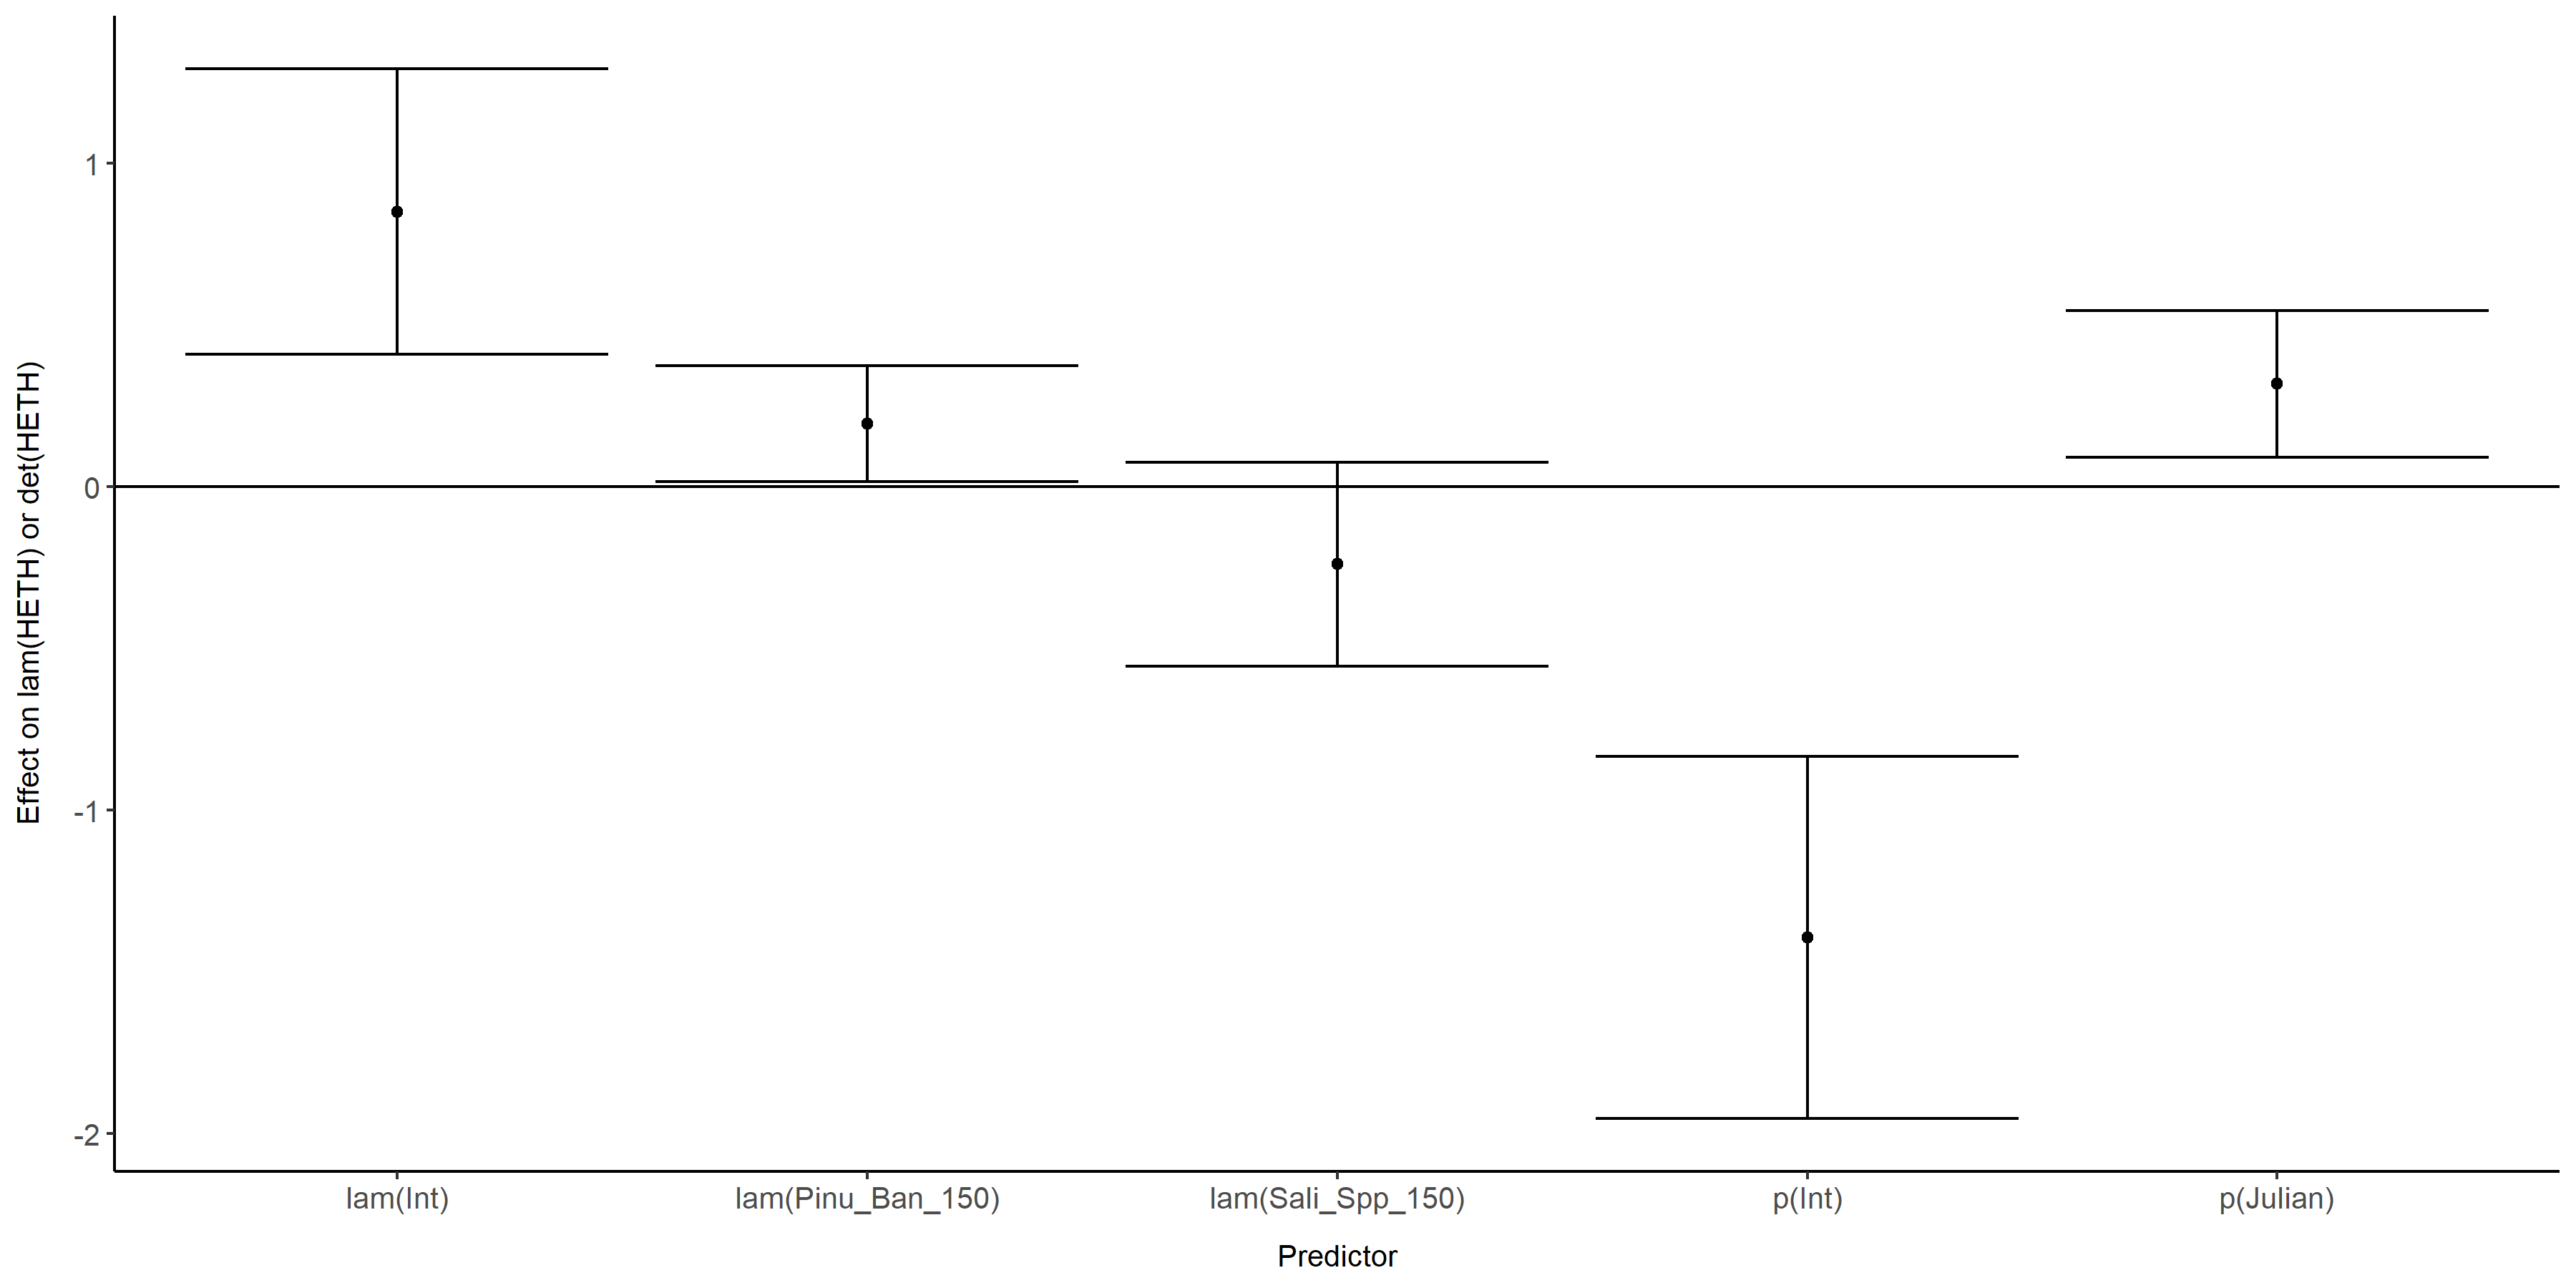 Effect on lam(HETH) or det(HETH)
1
0
-1
-2
lam(Int) lam(Pinu_Ban_150) lam(Sali_Spp_150) p(Int) p(Julian)
Predictor